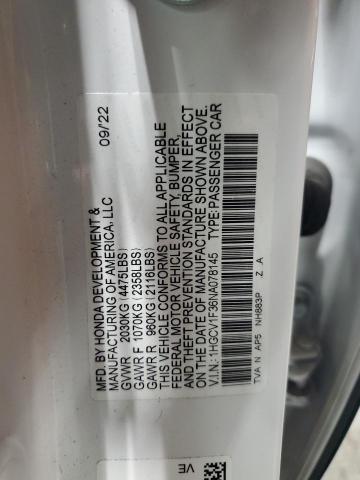 MFD. BY HONDA DEVELOPMENT & 09/22
MANUFACTURING OF AMERICA, LLC
GVWR 2030KG (4475LBS)
GAWR F 1070KG (2358LBS)
GAWR R 960KG (2116LBS)
THIS VEHICLE CONFORMS TO ALL APPLICABLE
FEDERAL MOTOR VEHICLE SAFETY, BUMPER,
AND THEFT PREVENTION STANDARDS IN EFFECT
ON THE DATE OF MANUFACTURE SHOWN ABOVE.
V.I.N.: 1HGCV1F36NA078145 TYPE:PASSENGER CAR
TVA N AP5 NH883P Z A
VE